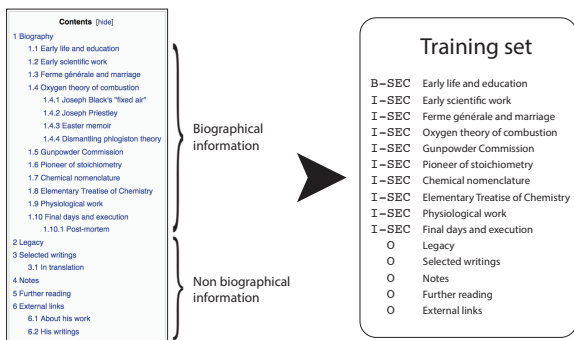 Contents [hide]
1 Biography
1.1 Early life and education
1.2 Early scientific work
1.3 Ferme générale and marriage
1.4 Oxygen theory of combustion
1.4.1 Joseph Black's "fixed air"
1.4.2 Joseph Priestley
1.4.3 Easter memoir
1.4.4 Dismantling phlogiston theory
1.5 Gunpowder Commission
1.6 Pioneer of stoichiometry
1.7 Chemical nomenclature
1.8 Elementary Treatise of Chemistry
1.9 Physiological work
1.10 Final days and execution
1.10.1 Post-mortem
2 Legacy
3 Selected writings
3.1 In translation
4 Notes
5 Further reading
6 External links
6.1 About his work
6.2 His writings
Biographical
information
Non biographical
information
Training set
B-SEC Early life and education
I-SEC Early scientific work
I-SEC Ferme générale and marriage
I-SEC Oxygen theory of combustion
I-SEC Gunpowder Commission
I-SEC Pioneer of stoichiometry
I-SEC Chemical nomenclature
I-SEC Elementary Treatise of Chemistry
I-SEC Physiological work
I-SEC Final days and execution
O Legacy
O Selected writings
O Notes
O Further reading
O External links